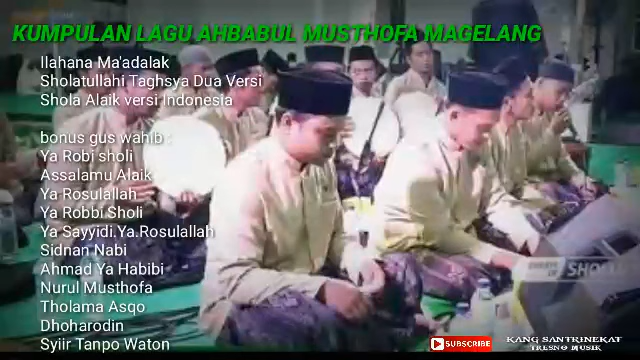 KUMPULAN LAGU AHBABUL MUSTHOFA MAGELANG
Ilahana Ma'adalak
Sholatullahi Taghsya Dua Versi
Shola Alaik versi Indonesia
bonus gus wahib :
Ya Robi sholi
Assalamu Alaik
Ya Rosulallah
Ya Robbi Sholi
Ya Sayyidi.Ya.Rosulallah
Sidnan Nabi
Ahmad Ya Habibi
Nurul Musthofa
Tholama Asqo
Dhoharodin
Syiir Tanpo Waton
SUBSCRIBE
KANG SANTRINEKAT
TRESNO MUSIK